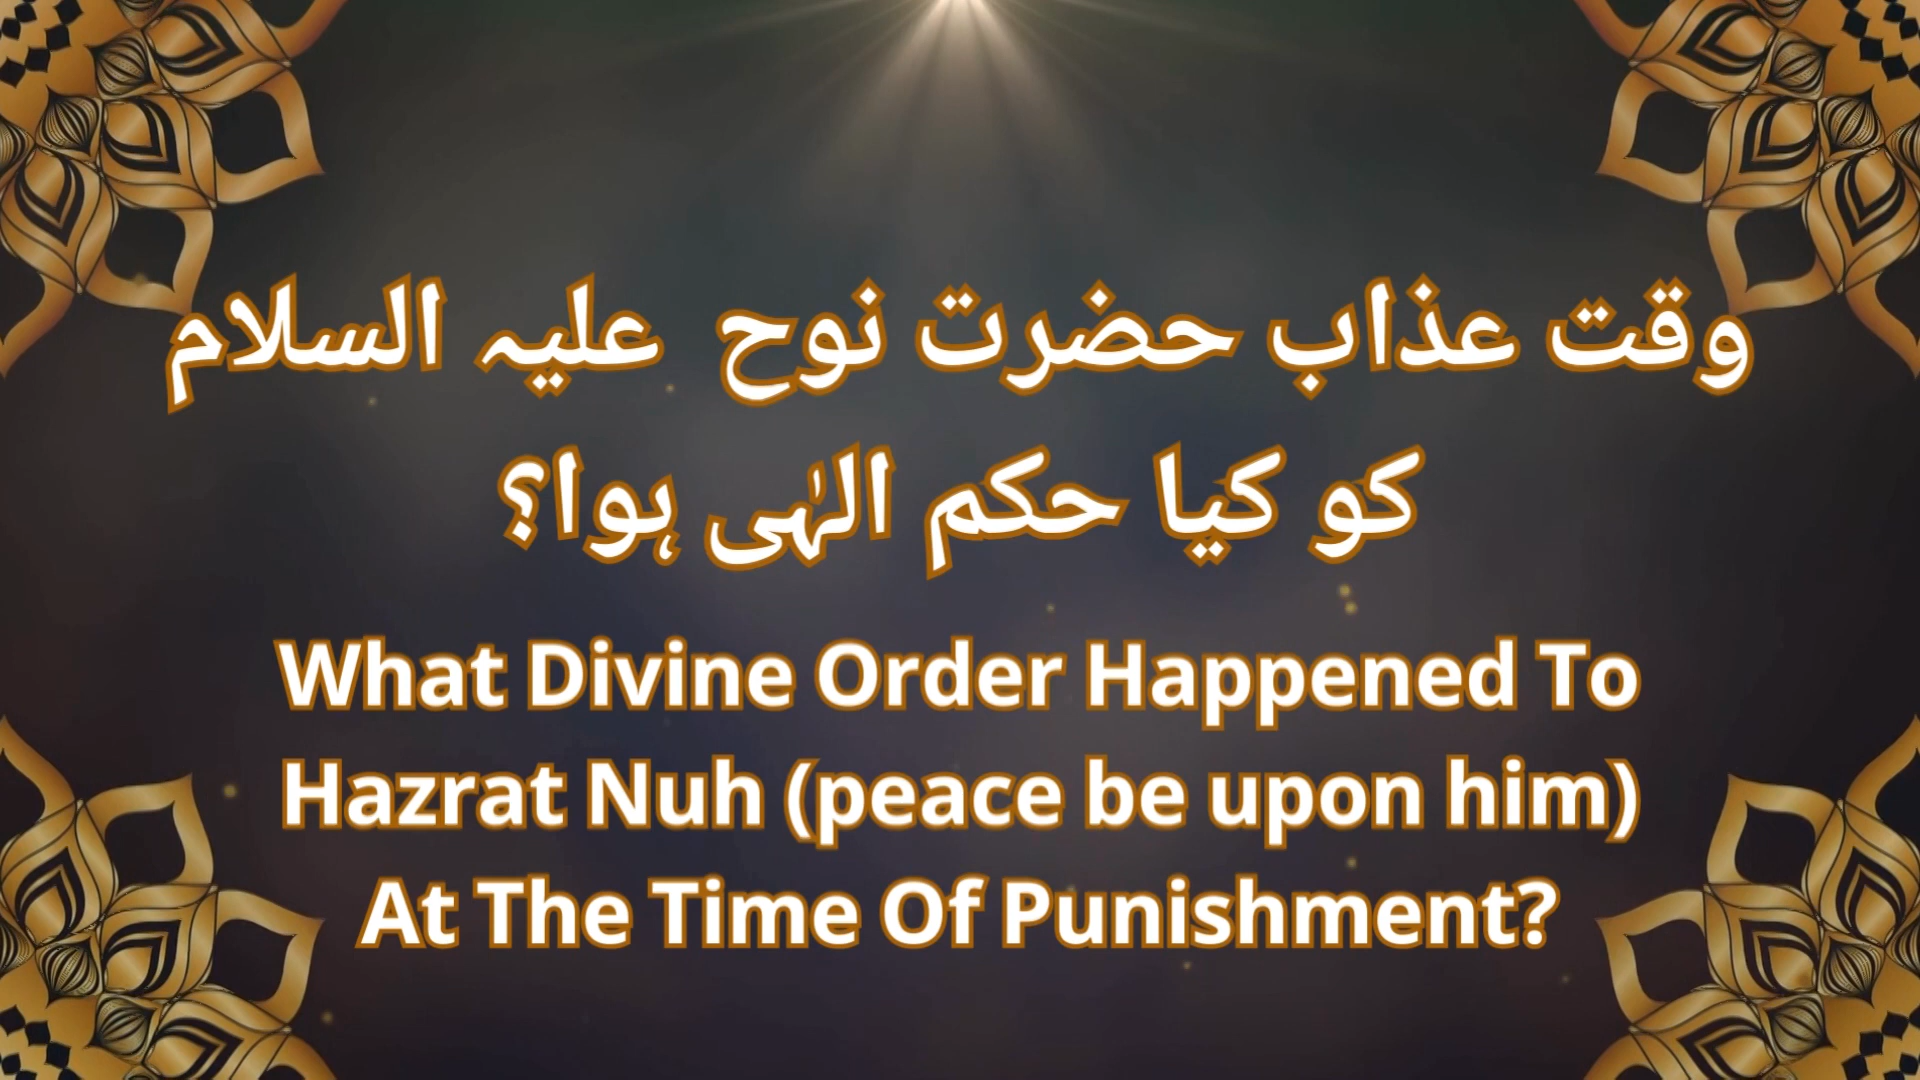 وقت عذاب حضرت نوح علیہ السلام
کو کیا حکم الہٰی ہوا؟
What Divine Order Happened To
Hazrat Nuh (peace be upon him)
At The Time Of Punishment?